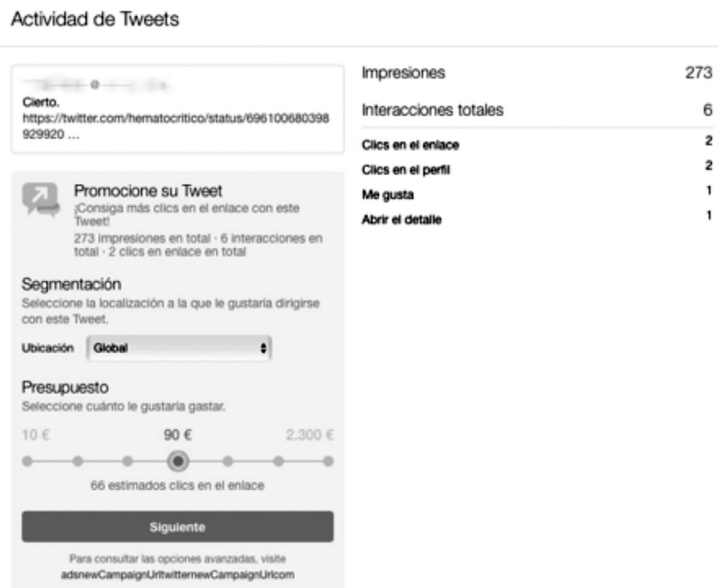 Actividad de Tweets
@
Cierto.
https://twitter.com/hematocritico/status/696100680398
929920 ...
Promocione su Tweet
¡Consiga más clics en el enlace con este
Tweet!
273 impresiones en total · 6 interacciones en
total · 2 clics en enlace en total
Segmentación
Seleccione la localización a la que le gustaría dirigirse
con este Tweet.
Ubicación Global
Presupuesto
Seleccione cuánto le gustaría gastar.
10 € 90 € 2.300 €
66 estimados clics en el enlace
Siguiente
Para consultar las opciones avanzadas, visite
adsnewCampaignUrltwitternewCampaignUrlcom
Impresiones 273
Interacciones totales 6
Clics en el enlace 2
Clics en el perfil 2
Me gusta 1
Abrir el detalle 1